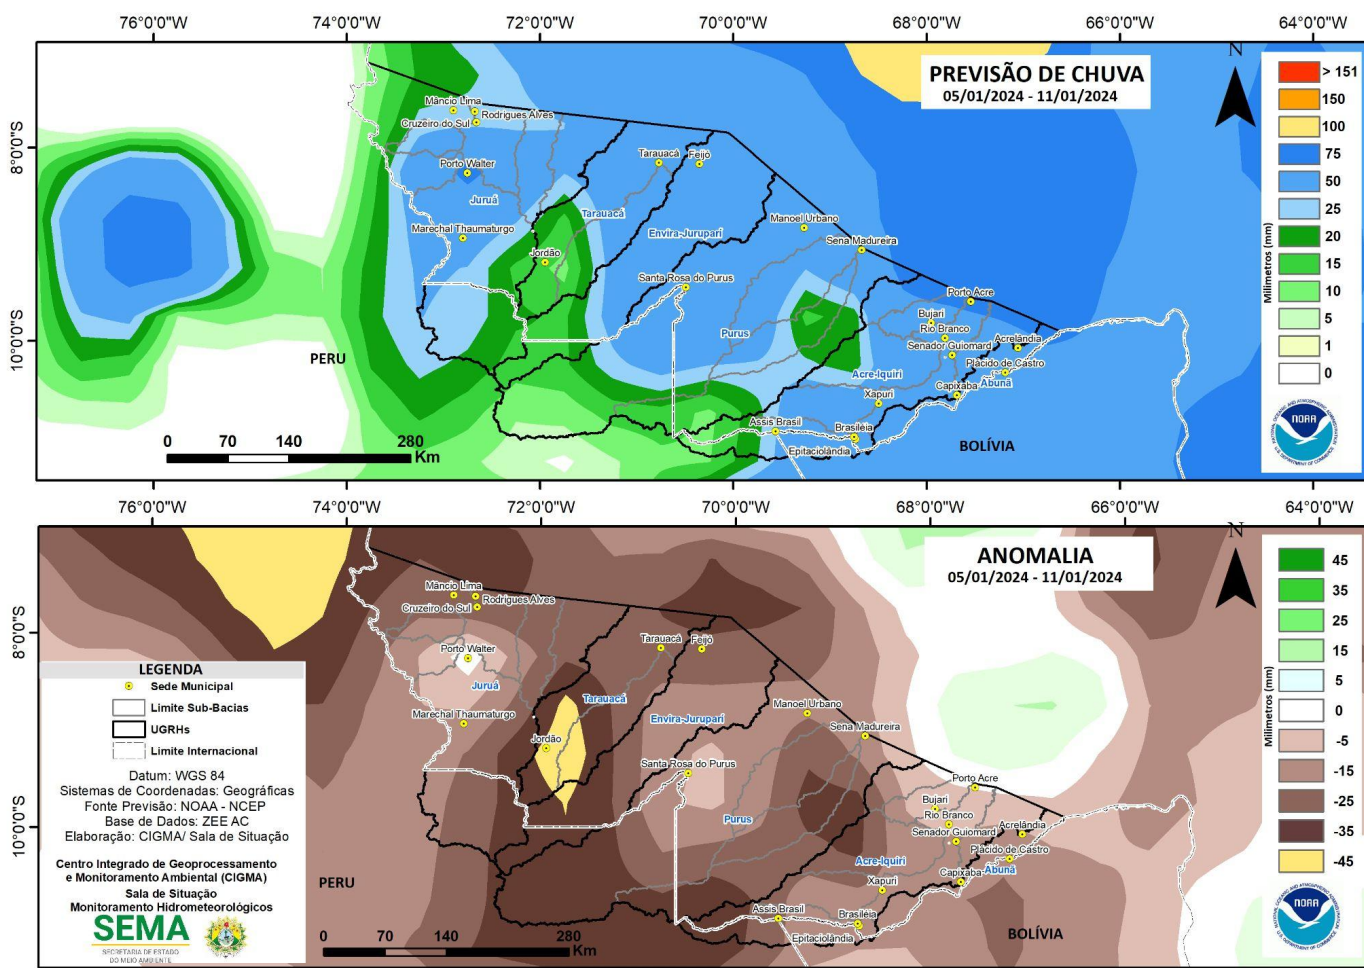 76°0'0"W
74°0'0"W
72°0'0"W
70°0'0"W
68°0'0"W
66°0'0"W
64°0'0"W
N
PREVISÃO DE CHUVA
05/01/2024 - 11/01/2024
Milímetros (mm)
> 151
150
100
75
50
25
20
15
10
5
1
0
8°0'0"S
10°0'0"S
Mâncio Lima
Rodrigues Alves
Cruzeiro do Sul
Porto Walter
Juruá
Marechal Thaumaturgo
Tarauacá
Feijó
Tarauacá
Envira-Jurupari
Jordão
Manoel Urbano
Sena Madureira
Santa Rosa do Purus
Purus
Porto Acre
Bujari
Rio Branco
Senador Guiomard
Acrelândia
Plácido de Castro
Abunã
Acre-Iquiri
Capixaba
Xapuri
Assis Brasil
Brasiléia
Epitaciolândia
PERU
BOLÍVIA
0 70 140 280
Km
NOAA
76°0'0"W
74°0'0"W
72°0'0"W
70°0'0"W
68°0'0"W
66°0'0"W
64°0'0"W
N
ANOMALIA
05/01/2024 - 11/01/2024
Milímetros (mm)
45
35
25
15
5
0
-5
-15
-25
-35
-45
8°0'0"S
10°0'0"S
Mâncio Lima
Rodrigues Alves
Cruzeiro do Sul
Porto Walter
Juruá
Marechal Thaumaturgo
Tarauacá
Feijó
Tarauacá
Envira-Jurupari
Jordão
Manoel Urbano
Sena Madureira
Santa Rosa do Purus
Purus
Porto Acre
Bujari
Rio Branco
Senador Guiomard
Acrelândia
Plácido de Castro
Abunã
Acre-Iquiri
Capixaba
Xapuri
Assis Brasil
Brasiléia
Epitaciolândia
PERU
BOLÍVIA
0 70 140 280
Km
NOAA
LEGENDA
Sede Municipal
Limite Sub-Bacias
UGRHs
Limite Internacional
Datum: WGS 84
Sistemas de Coordenadas: Geográficas
Fonte Previsão: NOAA - NCEP
Base de Dados: ZEE AC
Elaboração: CIGMA/ Sala de Situação
Centro Integrado de Geoprocessamento
e Monitoramento Ambiental (CIGMA)
Sala de Situação
Monitoramento Hidrometeorológicos
SEMA
SECRETARIA DE ESTADO
DO MEIO AMBIENTE